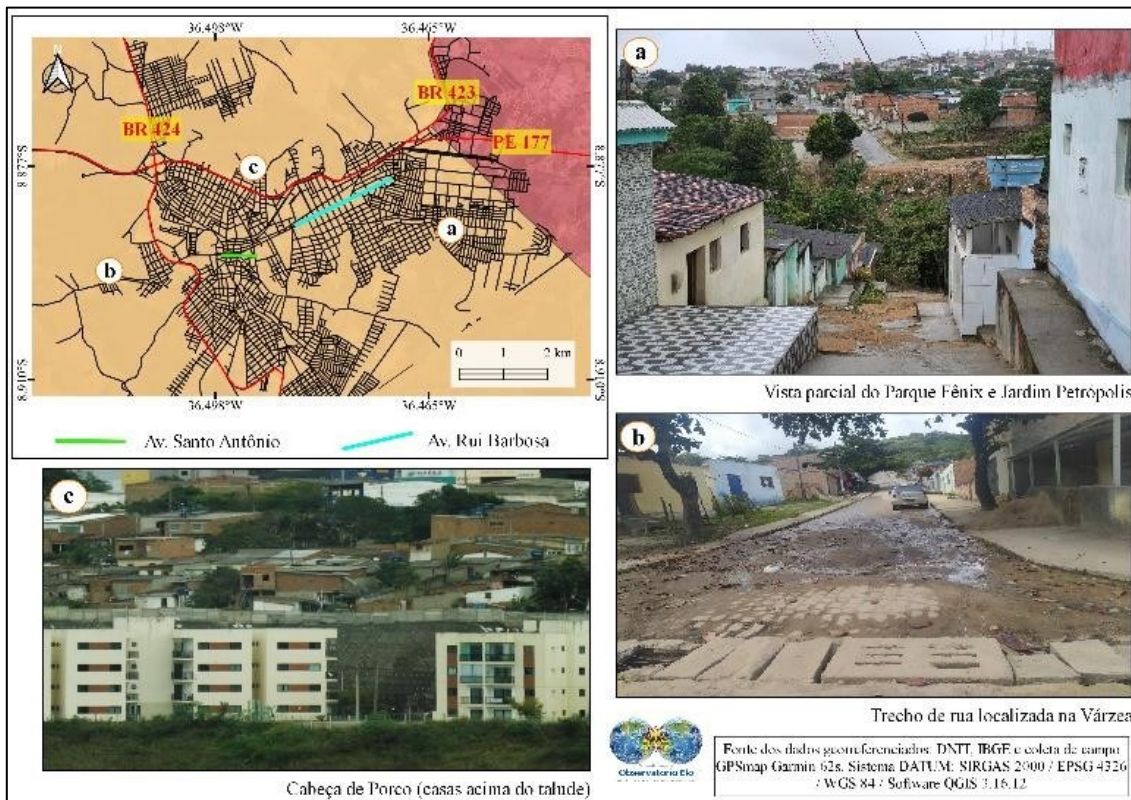 36.498°W
36.465°W
a
N
BR 423
BR 424
PE 177
8.877°S
8.877°S
c
a
b
0 1 2 km
8.910°S
8.910°S
36.498°W
36.465°W
Vista parcial do Parque Fênix e Jardim Petrópolis
Av. Santo Antônio
Av. Rui Barbosa
b
c
Trecho de rua localizada na Várzea
Observatório Elo
Fonte dos dados georreferenciados: DNIT, IBGE e coleta de campo
GPSmap Garmin 62s. Sistema DATUM: SIRGAS 2000 / EPSG 4326
/ WGS 84 / Software QGIS 3.16.12
Cabeça de Porco (casas acima do talude)